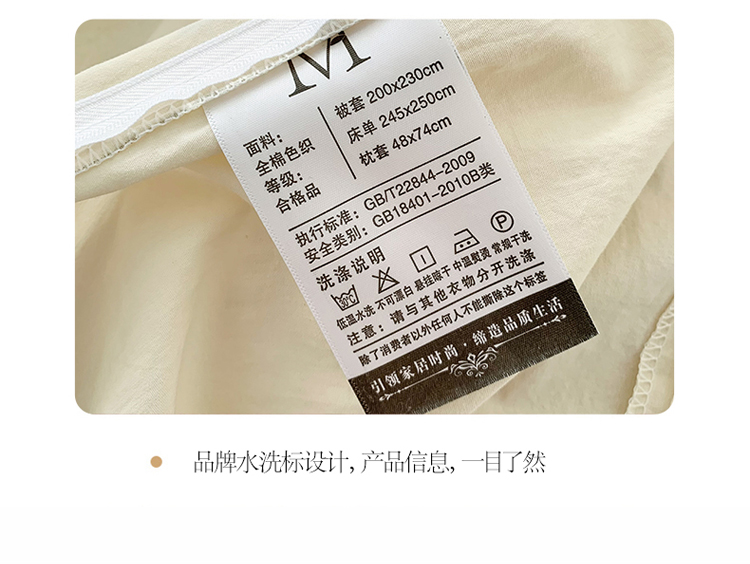 M
面料：
全棉色织
等级：
合格品
被套 200x230cm
床单 245x250cm
枕套 48x74cm
执行标准：GB/T22844-2009
安全类别：GB18401-2010B类
洗涤说明
30℃
P
低温水洗 不可漂白 悬挂晾干 中温熨烫 常规干洗
注意：请与其他衣物分开洗涤
除了消费者以外任何人不能撕除这个标签
引领家居时尚·缔造品质生活
品牌水洗标设计, 产品信息, 一目了然